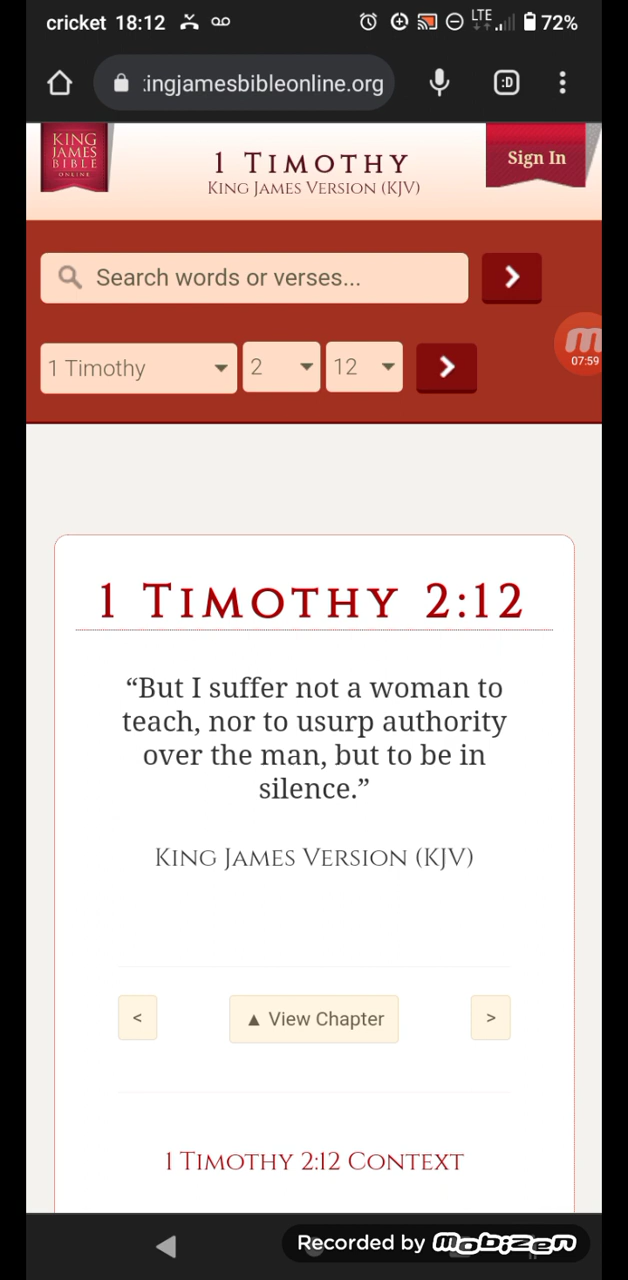 cricket 18:12 LTE 72%
:ingjamesbibleonline.org :D
KING
JAMES
BIBLE
ONLINE
1 TIMOTHY
KING JAMES VERSION (KJV)
Sign In
Search words or verses...
07:59
1 Timothy 2 12
1 TIMOTHY 2:12
“But I suffer not a woman to
teach, nor to usurp authority
over the man, but to be in
silence.”
KING JAMES VERSION (KJV)
< ▲ View Chapter >
1 TIMOTHY 2:12 CONTEXT
Recorded by mobizen